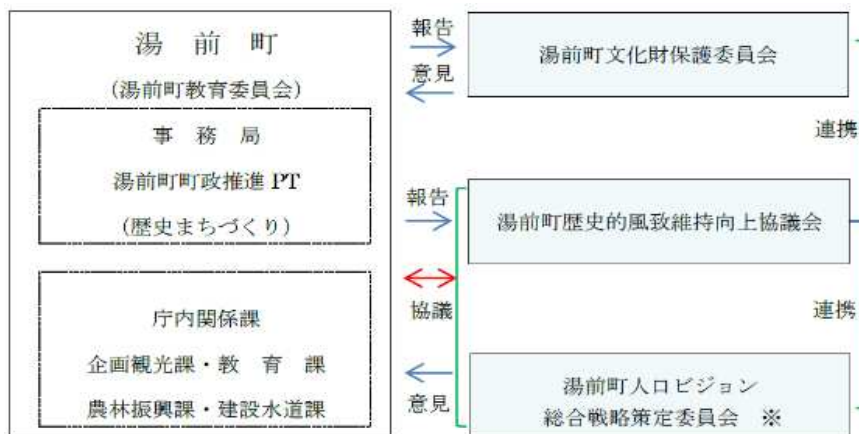 湯 前 町
(湯前町教育委員会)
事 務 局
湯前町町政推進 PT
(歴史まちづくり)
庁内関係課
企画観光課・教 育 課
農林振興課・建設水道課
報告
意見
報告
協議
意見
湯前町文化財保護委員会
連携
湯前町歴史的風致維持向上協議会
連携
湯前町人口ビジョン
総合戦略策定委員会 ※